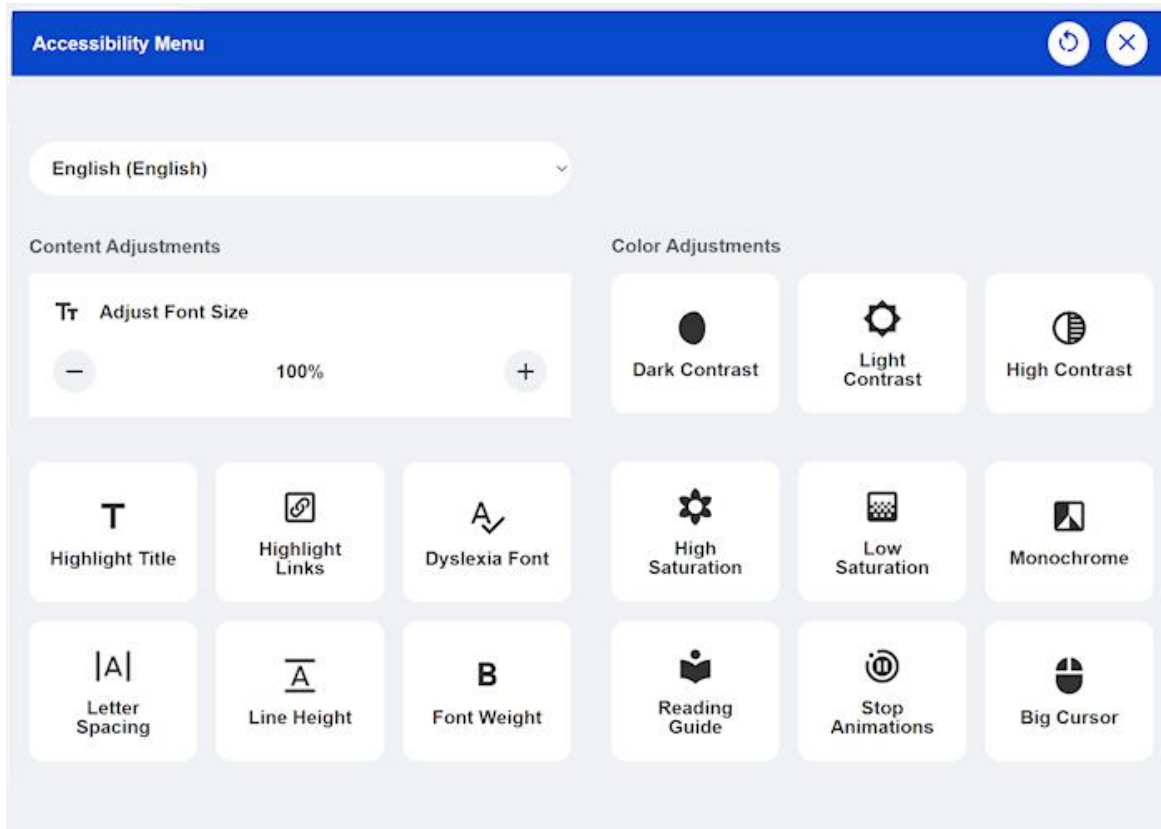 Accessibility Menu
English (English)
Content Adjustments
Adjust Font Size
100%
Highlight Title
Highlight
Links
Dyslexia Font
Letter
Spacing
Line Height
Font Weight
Color Adjustments
Dark Contrast
Light
Contrast
High Contrast
High
Saturation
Low
Saturation
Monochrome
Reading
Guide
Stop
Animations
Big Cursor